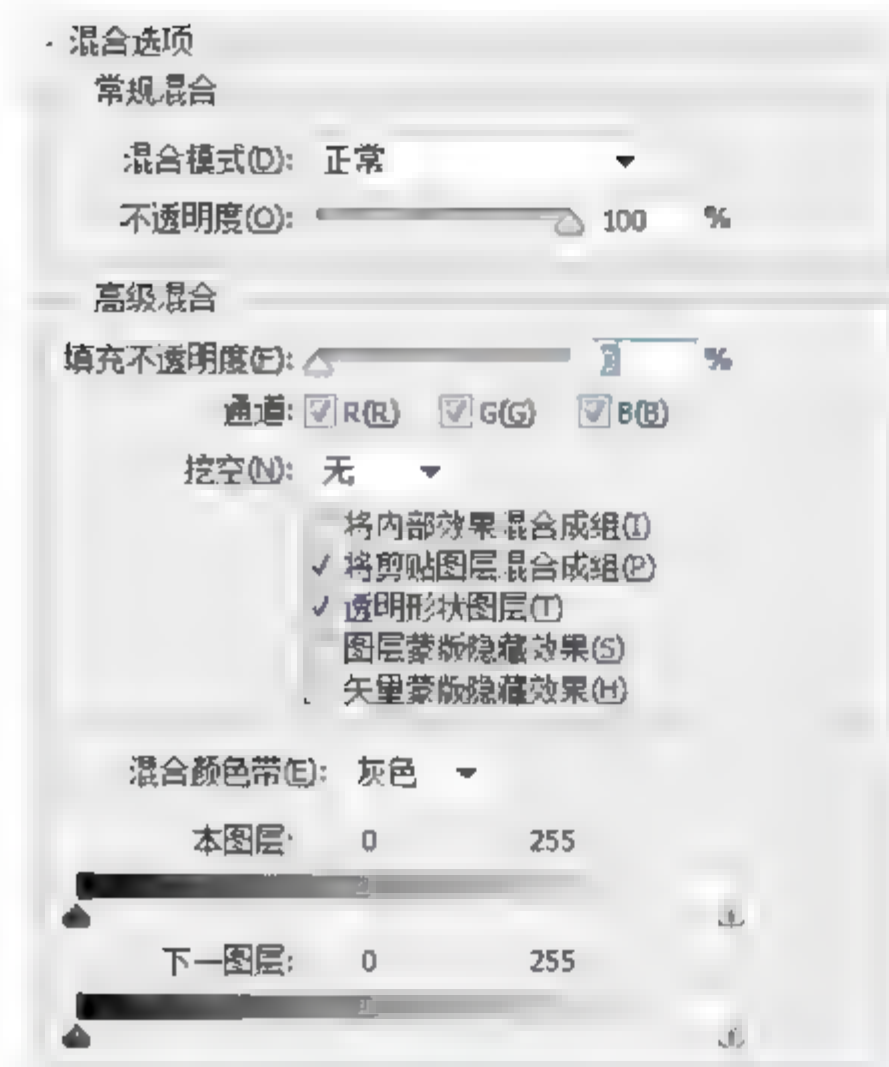 混合选项
常规混合
混合模式(D): 正常
不透明度(O): 100 %
高级混合
填充不透明度(F): %
通道: R(R) G(G) B(B)
挖空(N): 无
将内部效果混合成组(I)
将剪贴图层混合成组(P)
透明形状图层(T)
图层蒙版隐藏效果(S)
矢量蒙版隐藏效果(H)
混合颜色带(E): 灰色
本图层: 0 255
下一图层: 0 255